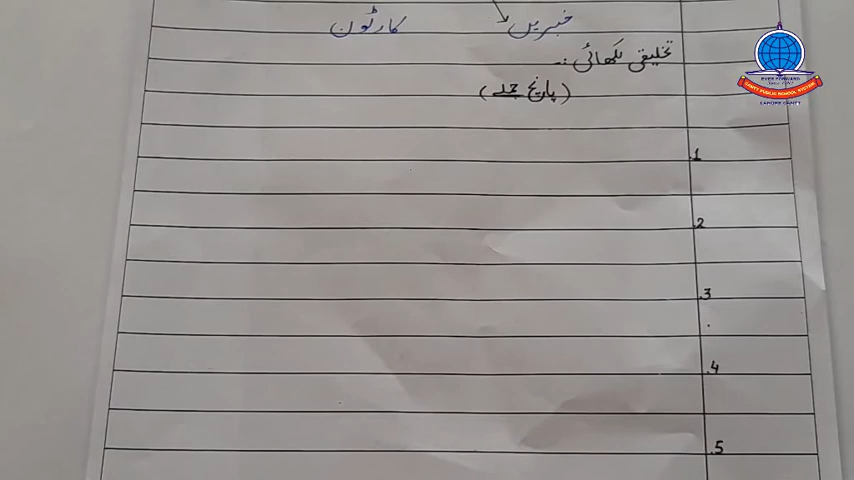 خبریں کارٹون
تخلیقی لکھائی :۔
(پانچ جملے)
1.
2.
3.
4.
5.
EVER FORWARD
CANTT PUBLIC SCHOOL SYSTEM
LAHORE CANTT